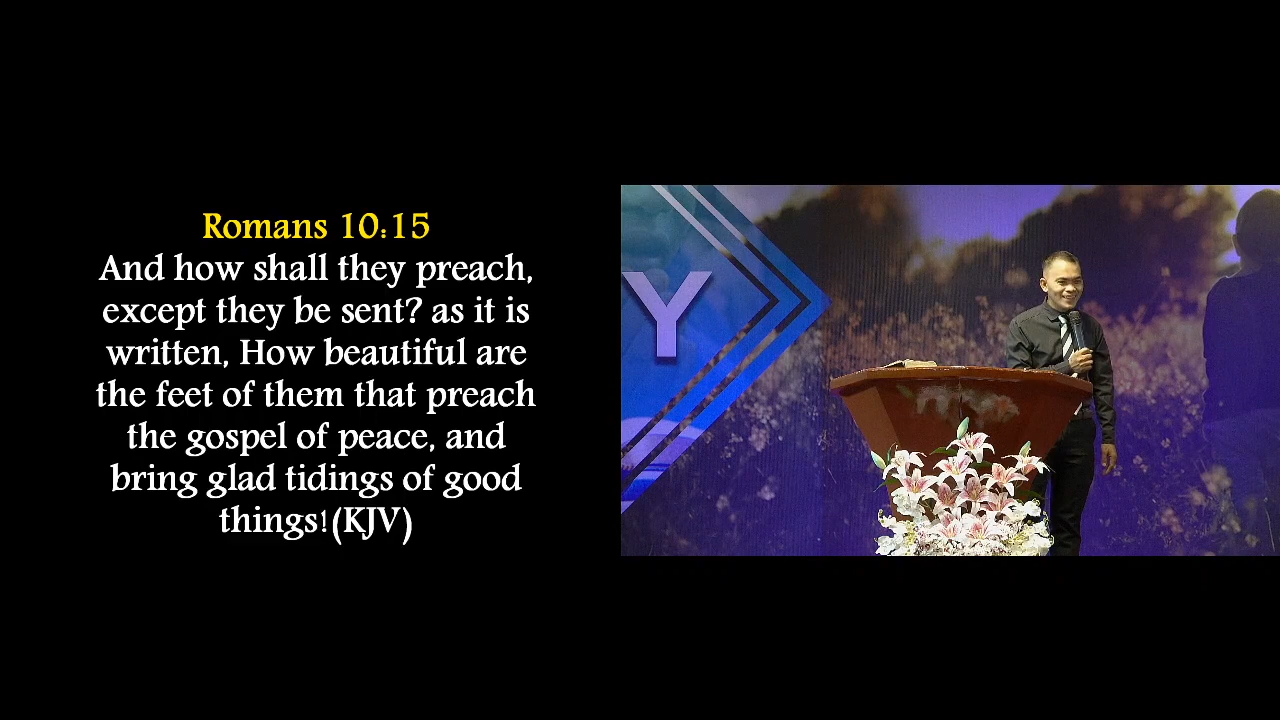 Romans 10:15
And how shall they preach,
except they be sent? as it is
written, How beautiful are
the feet of them that preach
the gospel of peace, and
bring glad tidings of good
things!(KJV)
Y